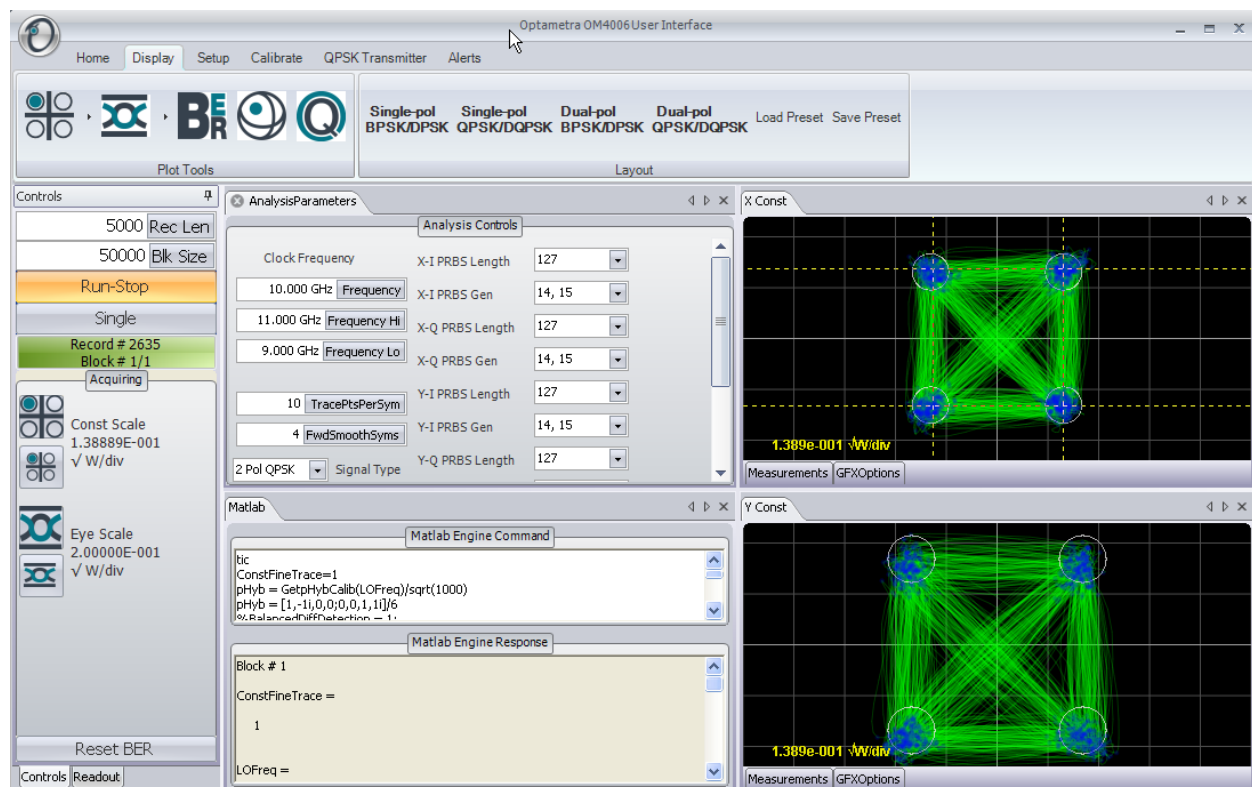 Optametra OM4006 User Interface
Home Display Setup Calibrate QPSK Transmitter Alerts
BER
Q
Single-pol BPSK/DPSK
Single-pol QPSK/DQPSK
Dual-pol BPSK/DPSK
Dual-pol QPSK/DQPSK
Load Preset Save Preset
Plot Tools
Layout
Controls
5000 Rec Len
50000 Blk Size
Run-Stop
Single
Record # 2635
Block # 1/1
Acquiring
Const Scale
1.38889E-001
√ W/div
Eye Scale
2.00000E-001
√ W/div
Reset BER
Controls Readout
AnalysisParameters
Analysis Controls
Clock Frequency
10.000 GHz Frequency
11.000 GHz Frequency Hi
9.000 GHz Frequency Lo
10 TracePtsPerSym
4 FwdSmoothSyms
2 Pol QPSK Signal Type
X-I PRBS Length 127
X-I PRBS Gen 14, 15
X-Q PRBS Length 127
X-Q PRBS Gen 14, 15
Y-I PRBS Length 127
Y-I PRBS Gen 14, 15
Y-Q PRBS Length 127
Matlab
Matlab Engine Command
tic
ConstFineTrace=1
pHyb = GetpHybCalib(LOFreq)/sqrt(1000)
pHyb = [1,-1i,0,0;0,0,1,1i]/6
%BalancedDiffDetection = 1;
Matlab Engine Response
Block # 1
ConstFineTrace =
1
LOFreq =
X Const
1.389e-001 √W/div
Measurements GFXOptions
Y Const
1.389e-001 √W/div
Measurements GFXOptions